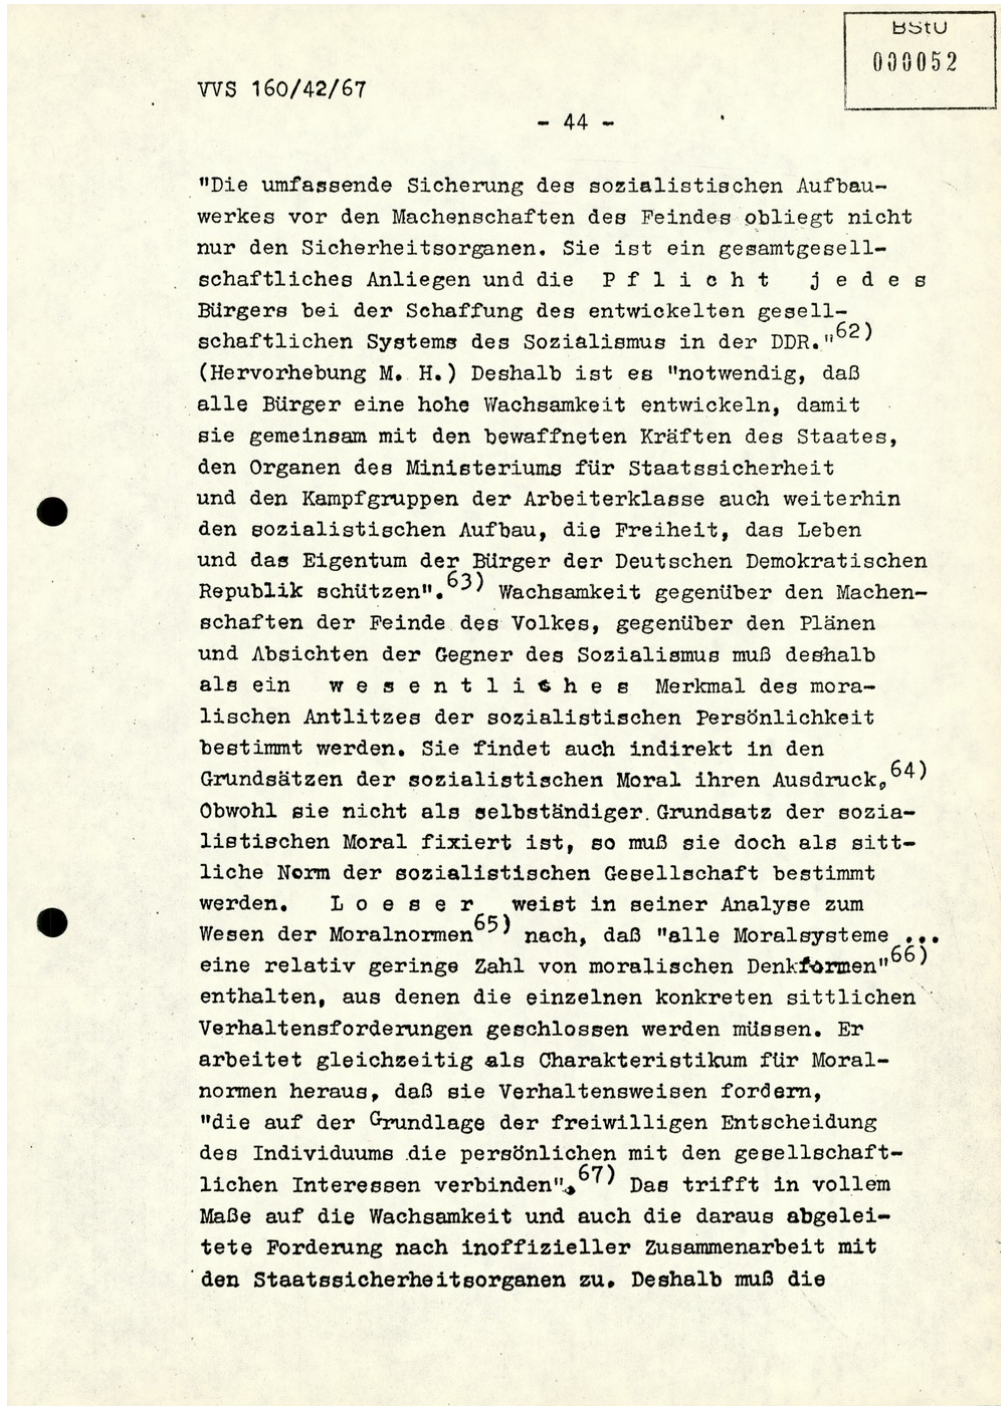 BStU
000052
VVS 160/42/67
- 44 -
"Die umfassende Sicherung des sozialistischen Aufbau-
werkes vor den Machenschaften des Feindes obliegt nicht
nur den Sicherheitsorganen. Sie ist ein gesamtgesell-
schaftliches Anliegen und die P f l i c h t j e d e s
Bürgers bei der Schaffung des entwickelten gesell-
schaftlichen Systems des Sozialismus in der DDR."62)
(Hervorhebung M. H.) Deshalb ist es "notwendig, daß
alle Bürger eine hohe Wachsamkeit entwickeln, damit
sie gemeinsam mit den bewaffneten Kräften des Staates,
den Organen des Ministeriums für Staatssicherheit
und den Kampfgruppen der Arbeiterklasse auch weiterhin
den sozialistischen Aufbau, die Freiheit, das Leben
und das Eigentum der Bürger der Deutschen Demokratischen
Republik schützen".63) Wachsamkeit gegenüber den Machen-
schaften der Feinde des Volkes, gegenüber den Plänen
und Absichten der Gegner des Sozialismus muß deshalb
als ein w e s e n t l i c h e s Merkmal des mora-
lischen Antlitzes der sozialistischen Persönlichkeit
bestimmt werden. Sie findet auch indirekt in den
Grundsätzen der sozialistischen Moral ihren Ausdruck.64)
Obwohl sie nicht als selbständiger Grundsatz der sozia-
listischen Moral fixiert ist, so muß sie doch als sitt-
liche Norm der sozialistischen Gesellschaft bestimmt
werden. L o e s e r weist in seiner Analyse zum
Wesen der Moralnormen65) nach, daß "alle Moralsysteme ...
eine relativ geringe Zahl von moralischen Denkformen"66)
enthalten, aus denen die einzelnen konkreten sittlichen
Verhaltensforderungen geschlossen werden müssen. Er
arbeitet gleichzeitig als Charakteristikum für Moral-
normen heraus, daß sie Verhaltensweisen fordern,
"die auf der Grundlage der freiwilligen Entscheidung
des Individuums die persönlichen mit den gesellschaft-
lichen Interessen verbinden".67) Das trifft in vollem
Maße auf die Wachsamkeit und auch die daraus abgelei-
tete Forderung nach inoffizieller Zusammenarbeit mit
den Staatssicherheitsorganen zu. Deshalb muß die